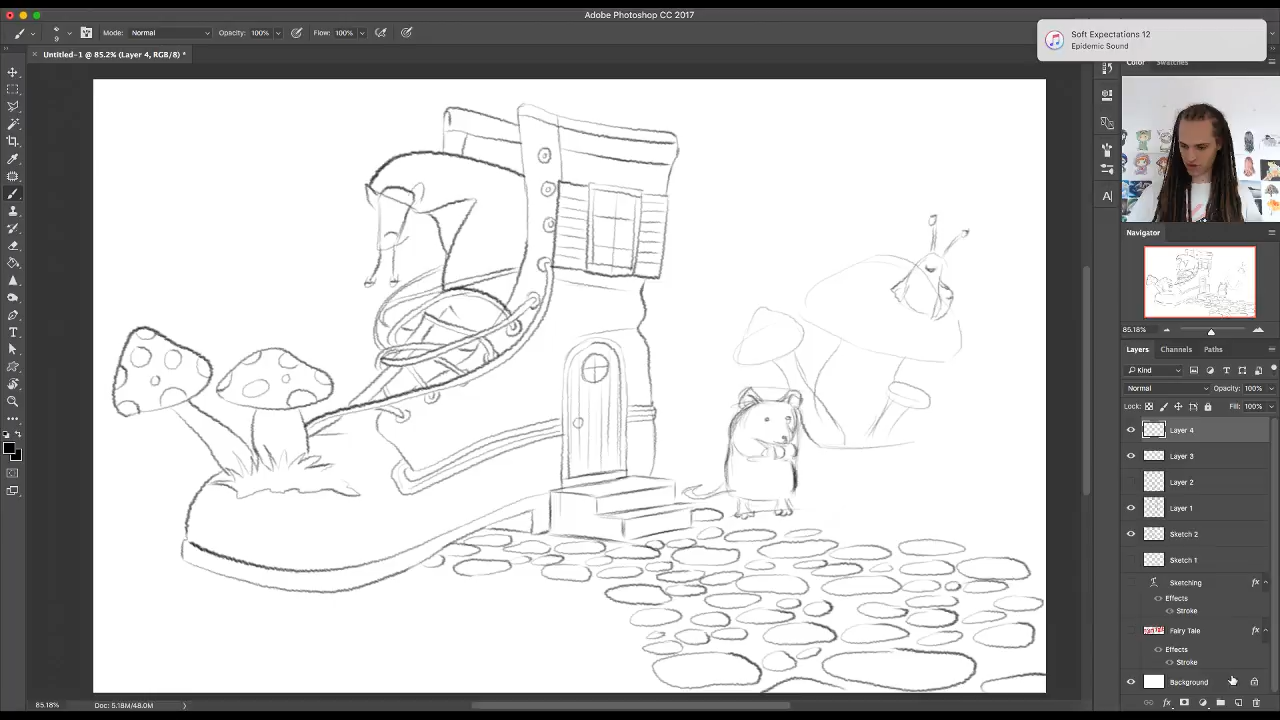 Adobe Photoshop CC 2017
Mode: Normal Opacity: 100% Flow: 100%
Soft Expectations 12
Epidemic Sound
Untitled-1 @ 85.2% (Layer 4, RGB/8) *
Color Swatches
Navigator
85.18%
Layers Channels Paths
Kind
Normal Opacity: 100%
Lock: Fill: 100%
Layer 4
Layer 3
Layer 2
Layer 1
Sketch 2
Sketch 1
Sketching fx
Effects
Stroke
Fairy Tale fx
Effects
Stroke
Background
85.18% Doc: 5.18M/48.0M
fx